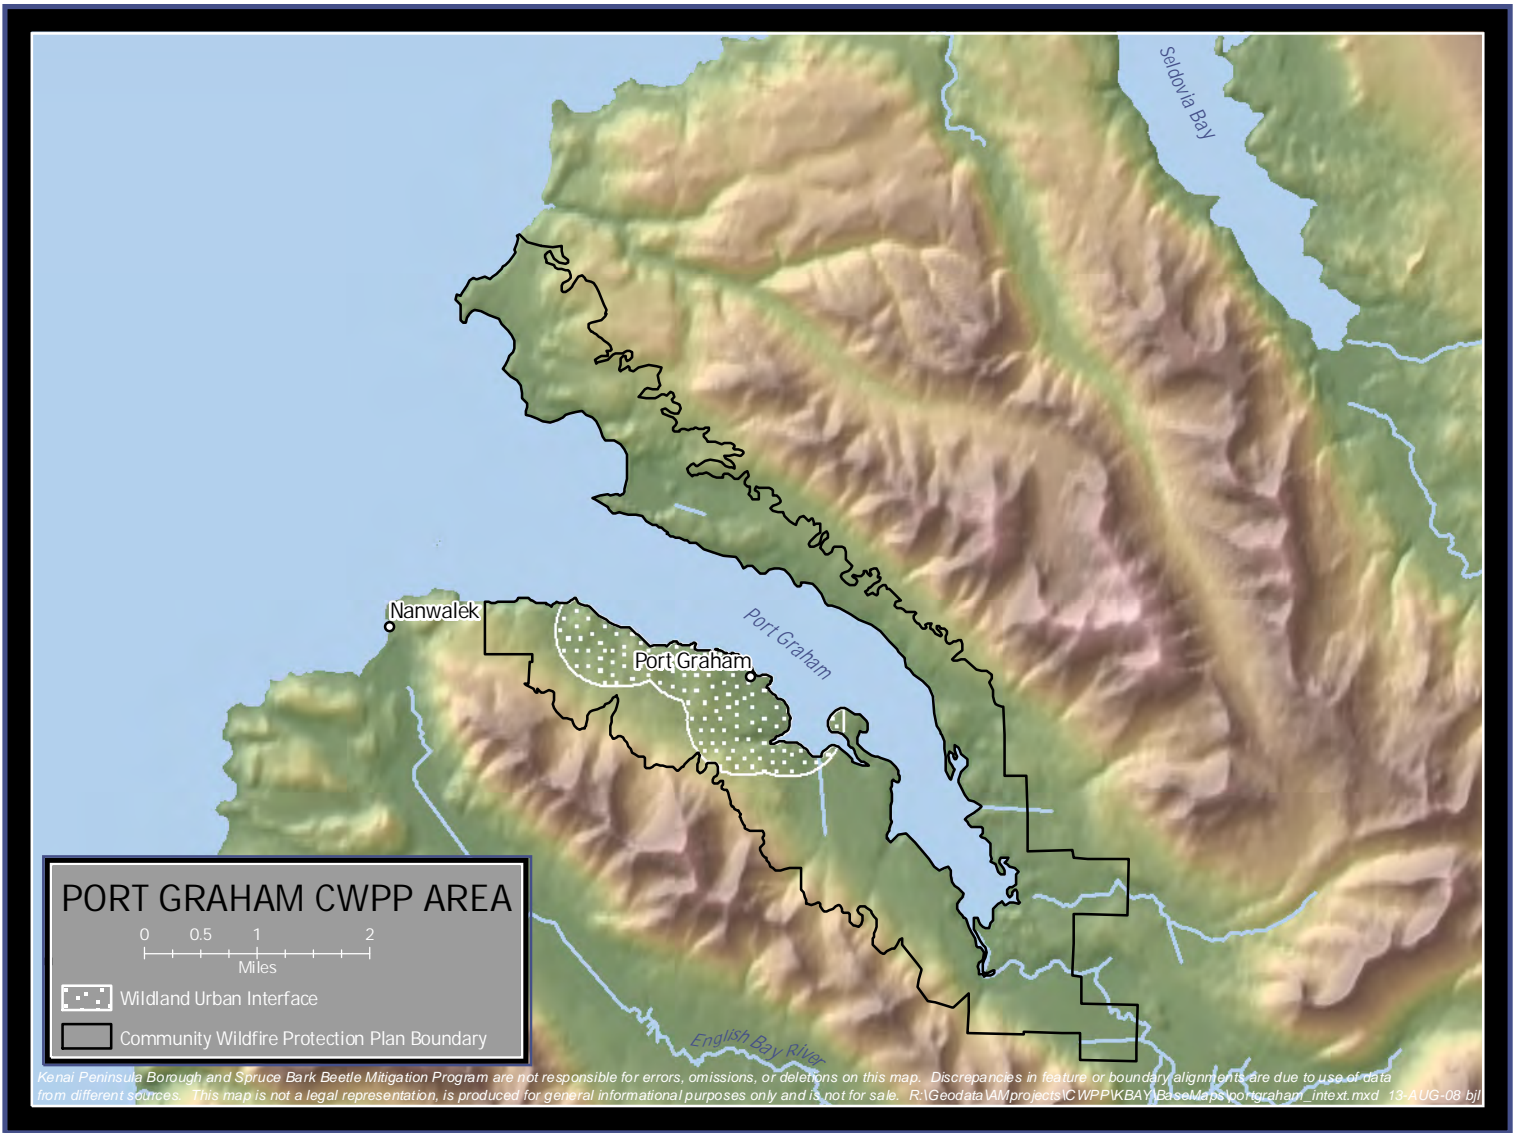 Seldovia Bay
Nanwalek
Port Graham
Port Graham
PORT GRAHAM CWPP AREA
0 0.5 1 2
Miles
Wildland Urban Interface
Community Wildfire Protection Plan Boundary
English Bay River
Kenai Peninsula Borough and Spruce Bark Beetle Mitigation Program are not responsible for errors, omissions, or deletions on this map. Discrepancies in feature or boundary alignments are due to use of data
from different sources. This map is not a legal representation, is produced for general informational purposes only and is not for sale. R:\Geodata\AMprojects\CWPP\KBAY\BaseMaps\portgraham_intext.mxd 13-AUG-08 bjl